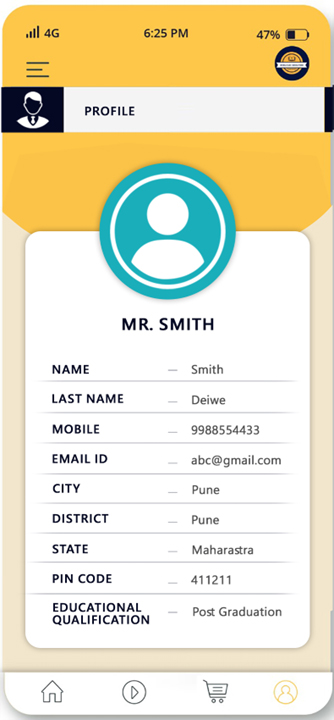 4G 6:25 PM 47%
PROFILE
MR. SMITH
NAME — Smith
LAST NAME — Deiwe
MOBILE — 9988554433
EMAIL ID — abc@gmail.com
CITY — Pune
DISTRICT — Pune
STATE — Maharastra
PIN CODE — 411211
EDUCATIONAL QUALIFICATION — Post Graduation